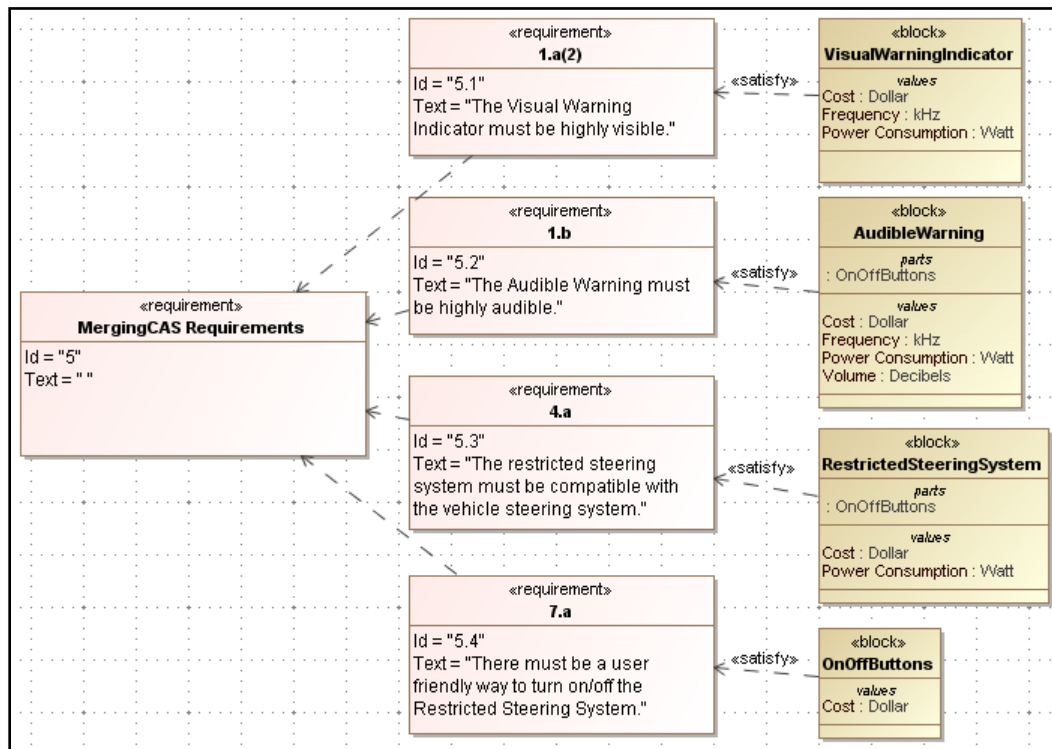 «requirement»
1.a(2)
Id = "5.1"
Text = "The Visual Warning
Indicator must be highly visible."
«satisfy»
«block»
VisualWarningIndicator
values
Cost : Dollar
Frequency : kHz
Power Consumption : Watt
«requirement»
1.b
Id = "5.2"
Text = "The Audible Warning must
be highly audible."
«satisfy»
«block»
AudibleWarning
parts
: OnOffButtons
values
Cost : Dollar
Frequency : kHz
Power Consumption : Watt
Volume : Decibels
«requirement»
MergingCAS Requirements
Id = "5"
Text = " "
«requirement»
4.a
Id = "5.3"
Text = "The restricted steering
system must be compatible with
the vehicle steering system."
«satisfy»
«block»
RestrictedSteeringSystem
parts
: OnOffButtons
values
Cost : Dollar
Power Consumption : Watt
«requirement»
7.a
Id = "5.4"
Text = "There must be a user
friendly way to turn on/off the
Restricted Steering System."
«satisfy»
«block»
OnOffButtons
values
Cost : Dollar